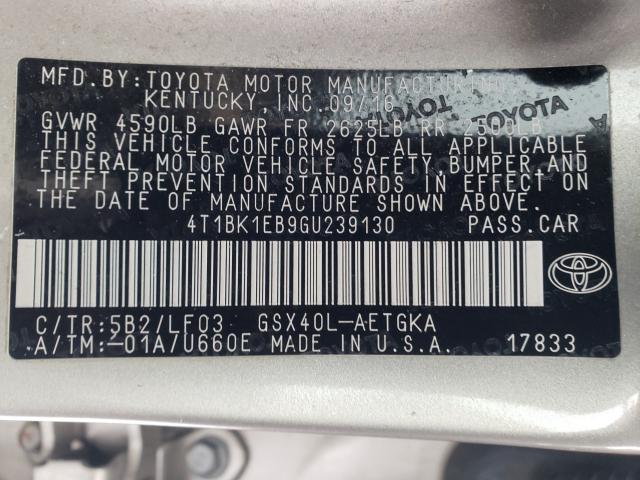 MFD. BY: TOYOTA MOTOR MANUFACTURING
KENTUCKY, INC. 09/16
GVWR 4590LB GAWR FR 2625LB RR 2500LB
THIS VEHICLE CONFORMS TO ALL APPLICABLE
FEDERAL MOTOR VEHICLE SAFETY, BUMPER, AND
THEFT PREVENTION STANDARDS IN EFFECT ON
THE DATE OF MANUFACTURE SHOWN ABOVE.
4T1BK1EB9GU239130 PASS.CAR
C/TR:5B2/LF03 GSX40L-AETGKA
A/TM:-01A/U660E MADE IN U.S.A. 17833
TOYOTA
TOYOTA